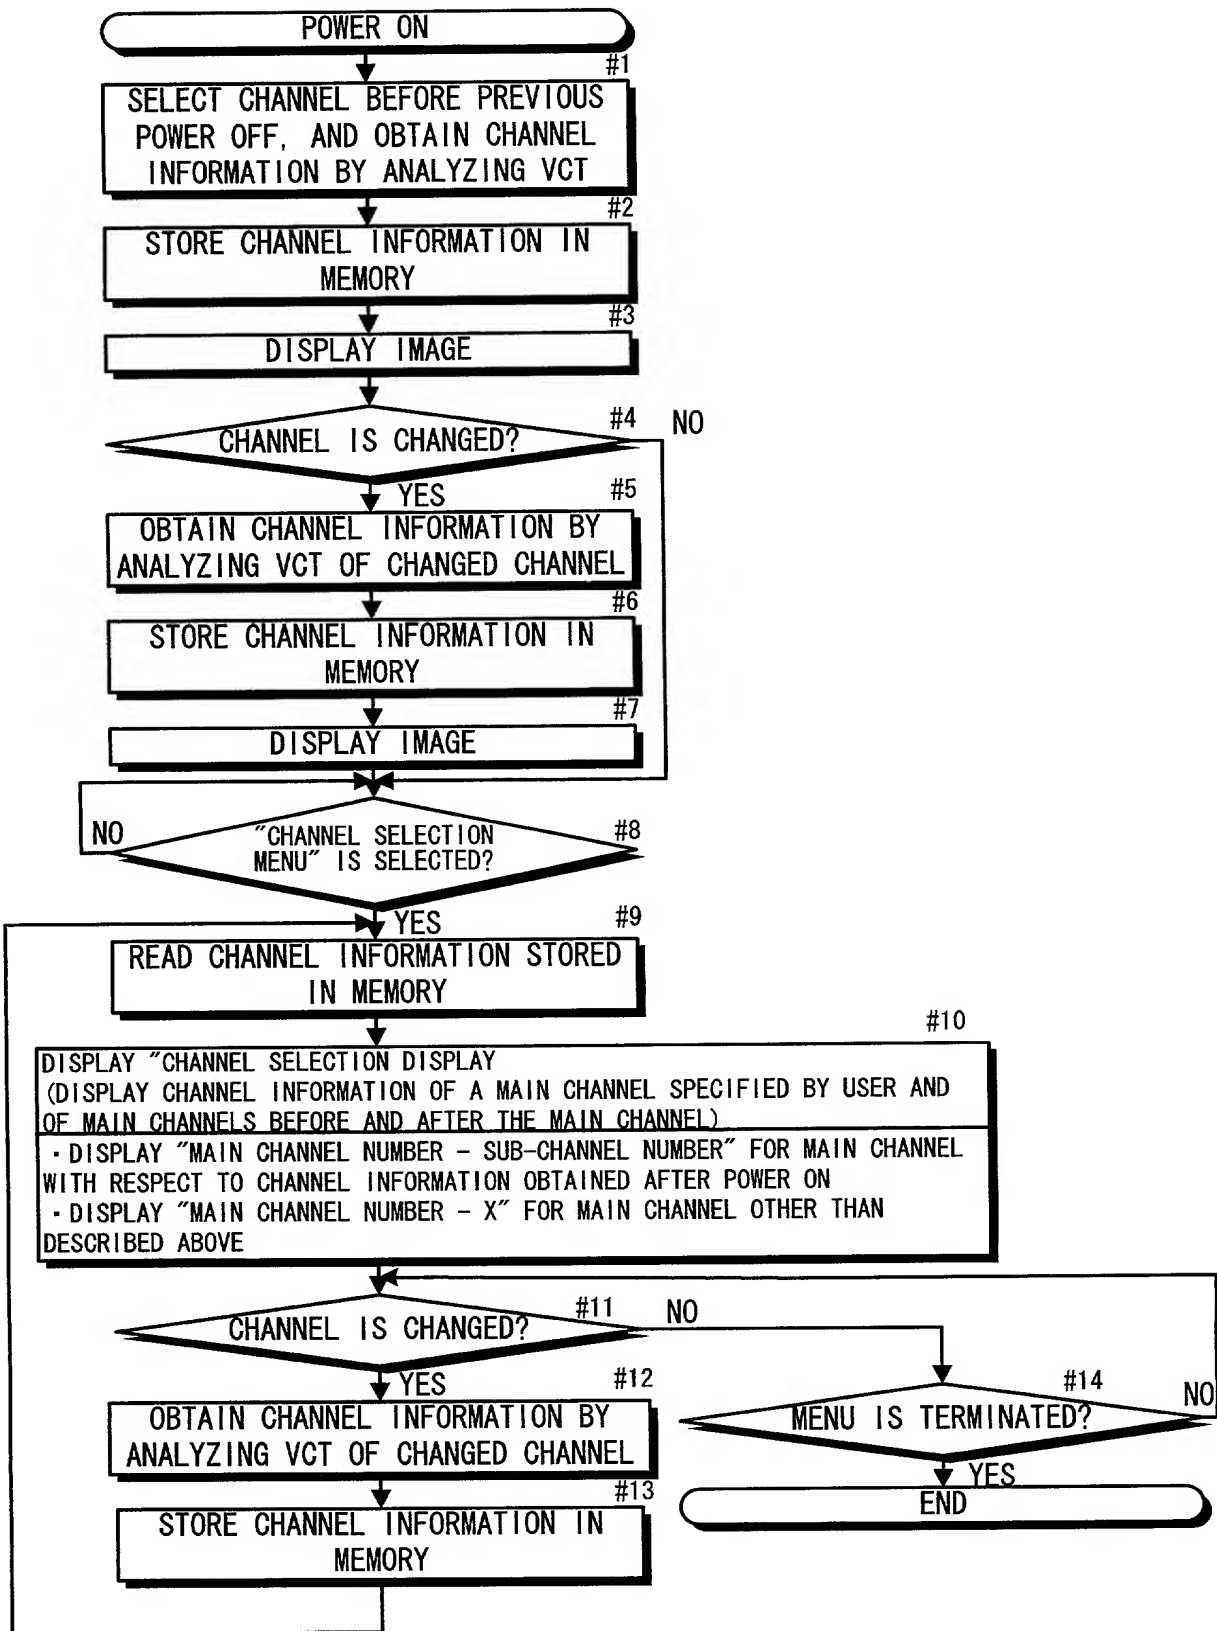 POWER ON
#1
SELECT CHANNEL BEFORE PREVIOUS
POWER OFF, AND OBTAIN CHANNEL
INFORMATION BY ANALYZING VCT
#2
STORE CHANNEL INFORMATION IN
MEMORY
#3
DISPLAY IMAGE
#4
NO
CHANNEL IS CHANGED?
YES
#5
OBTAIN CHANNEL INFORMATION BY
ANALYZING VCT OF CHANGED CHANNEL
#6
STORE CHANNEL INFORMATION IN
MEMORY
#7
DISPLAY IMAGE
NO
#8
"CHANNEL SELECTION
MENU" IS SELECTED?
YES
#9
READ CHANNEL INFORMATION STORED
IN MEMORY
#10
DISPLAY "CHANNEL SELECTION DISPLAY
(DISPLAY CHANNEL INFORMATION OF A MAIN CHANNEL SPECIFIED BY USER AND
OF MAIN CHANNELS BEFORE AND AFTER THE MAIN CHANNEL)
・DISPLAY "MAIN CHANNEL NUMBER – SUB-CHANNEL NUMBER" FOR MAIN CHANNEL
WITH RESPECT TO CHANNEL INFORMATION OBTAINED AFTER POWER ON
・DISPLAY "MAIN CHANNEL NUMBER – X" FOR MAIN CHANNEL OTHER THAN
DESCRIBED ABOVE
#11
NO
CHANNEL IS CHANGED?
YES
#12
OBTAIN CHANNEL INFORMATION BY
ANALYZING VCT OF CHANGED CHANNEL
#13
STORE CHANNEL INFORMATION IN
MEMORY
#14
NO
MENU IS TERMINATED?
YES
END